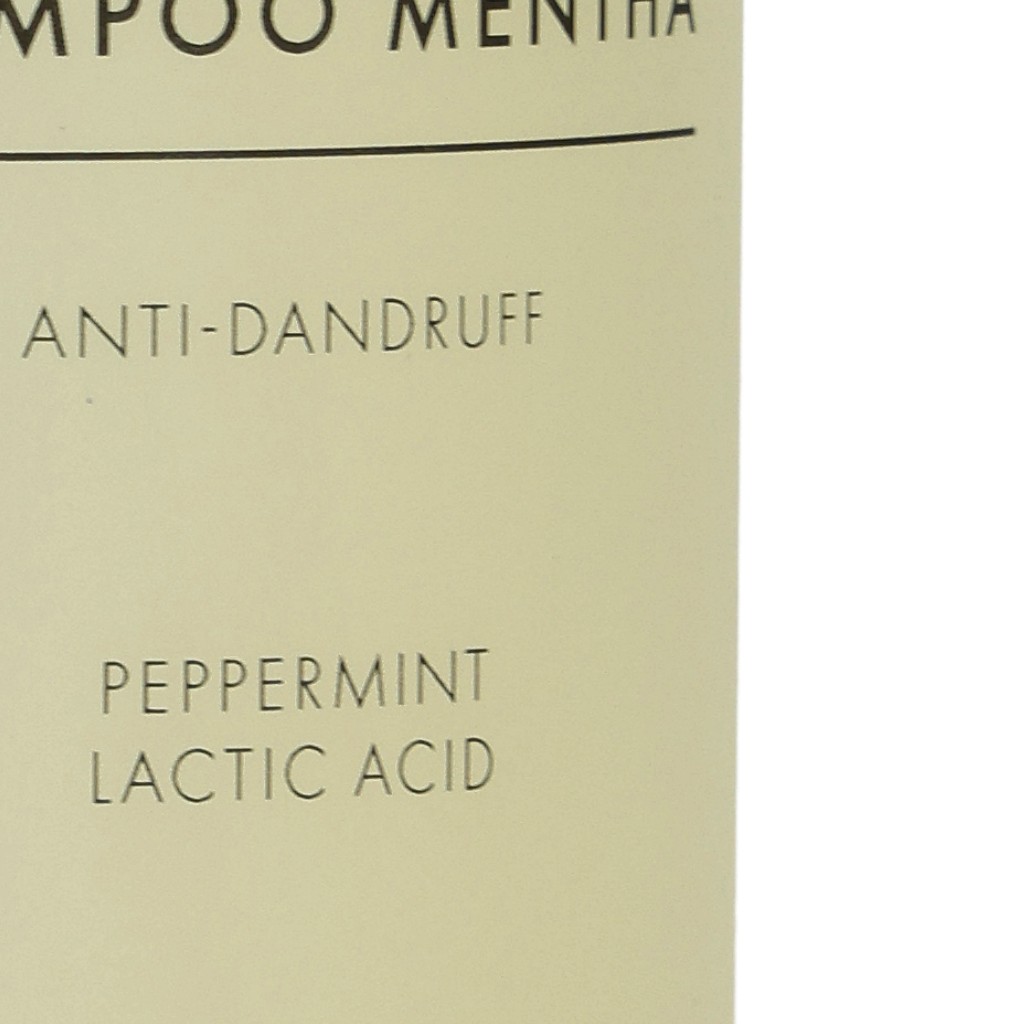 MPOO MENTHA
ANTI-DANDRUFF
PEPPERMINT
LACTIC ACID